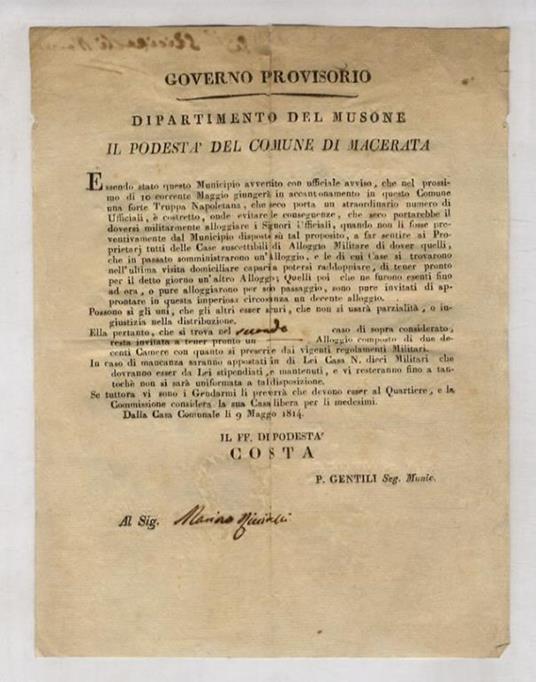 GOVERNO PROVISORIO
DIPARTIMENTO DEL MUSONE
IL PODESTA' DEL COMUNE DI MACERATA
Essendo stato questo Municipio avvertito con ufficiale avviso, che nel prossi-
mo dì 10 corrente Maggio giungerà in accantonamento in questo Comune
una forte Truppa Napoletana, che seco porta un straordinario numero di
Ufficiali, è costretto, onde evitare le conseguenze, che seco portarebbe il
doversi militarmente alloggiare i Signori Ufficiali, quando non li fosse pre-
ventivamente dal Municipio disposto su tal proposito, a far sentire ai Pro-
prietarj tutti delle Case suscettibili di Alloggio Militare di dover quelli,
che in passato somministrarono un'Alloggio, e le di cui Case si trovarono
nell'ultima visita domiciliare capaci a potersi raddoppiare, di tener pronto
per il detto giorno un'altro Alloggio; Quelli poi che ne furono esenti fino
ad ora, o pure alloggiarono per solo passaggio, sono pure invitati di ap-
prontare in questa imperiosa circostanza un decente alloggio.
Possono sì gli uni, che gli altri esser sicuri, che non si userà parzialità, o in-
giustizia nella distribuzione.
Ella pertanto, che si trova nel secondo caso di sopra considerato,
resta invitata a tener pronto un Alloggio composto di due
decenti Camere con quanto si prescrive dai vigenti regolamenti Militari.
In caso di mancanza saranno appostati in di Lei Casa N. dieci Militari che
dovranno esser da Lei stipendiati, e mantenuti, e vi resteranno fino a tan-
tochè non si sarà uniformata a tal disposizione.
Se tuttora vi sono i Gendarmi li preverrà che devono esser al Quartiere, e la
Commissione considera la sua Casa libera per li medesimi.
Dalla Casa Comunale li 9 Maggo 1814.
IL FF. DI PODESTA'
COSTA
P. GENTILI Seg. Munic.
Al Sig. Marino